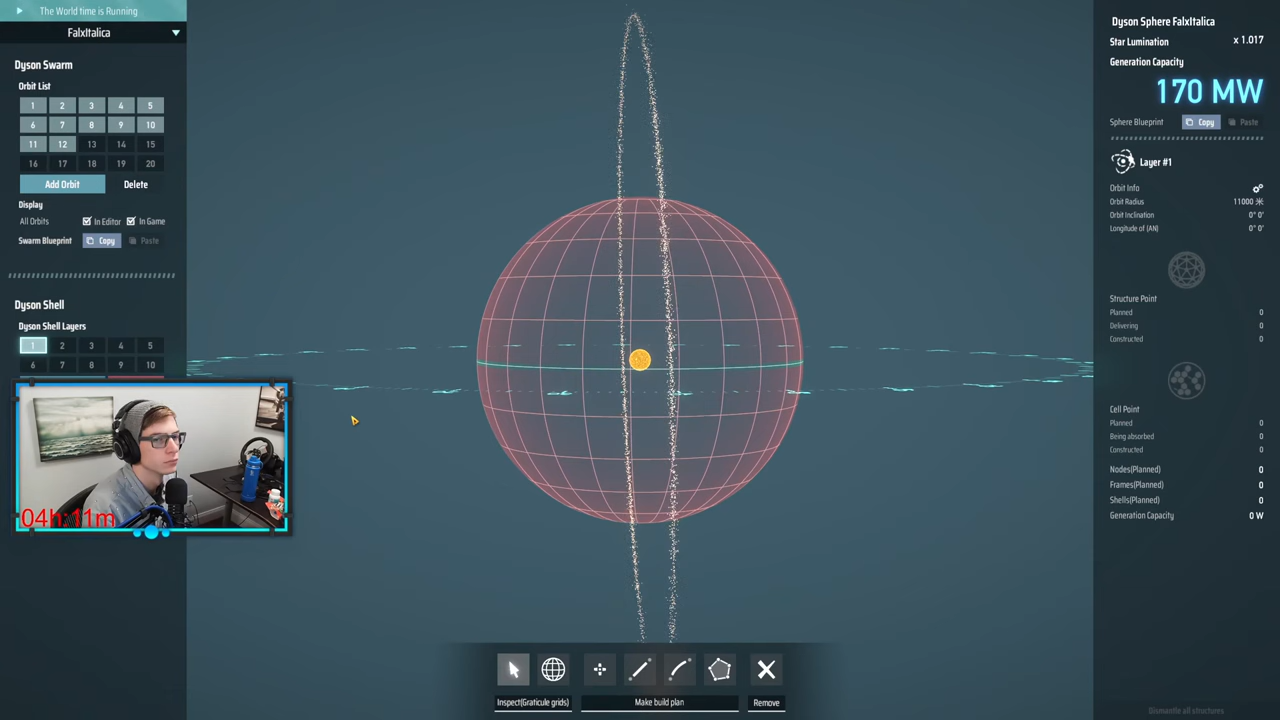 The World time is Running
FalxItalica
Dyson Swarm
Orbit List
1 2 3 4 5
6 7 8 9 10
11 12 13 14 15
16 17 18 19 20
Add Orbit Delete
Display
All Orbits In Editor In Game
Swarm Blueprint Copy Paste
Dyson Shell
Dyson Shell Layers
1 2 3 4 5
6 7 8 9 10
04h:11m
Inspect(Graticule grids) Make build plan Remove
Dyson Sphere FalxItalica
Star Lumination x 1.017
Generation Capacity
170 MW
Sphere Blueprint Copy Paste
Layer #1
Orbit Info
Orbit Radius 11000
Orbit Inclination 0° 0'
Longitude of (AN) 0° 0'
Structure Point
Planned 0
Delivering 0
Constructed 0
Cell Point
Planned 0
Being absorbed 0
Constructed 0
Nodes(Planned) 0
Frames(Planned) 0
Shells(Planned) 0
Generation Capacity 0 W
Dismantle all structures